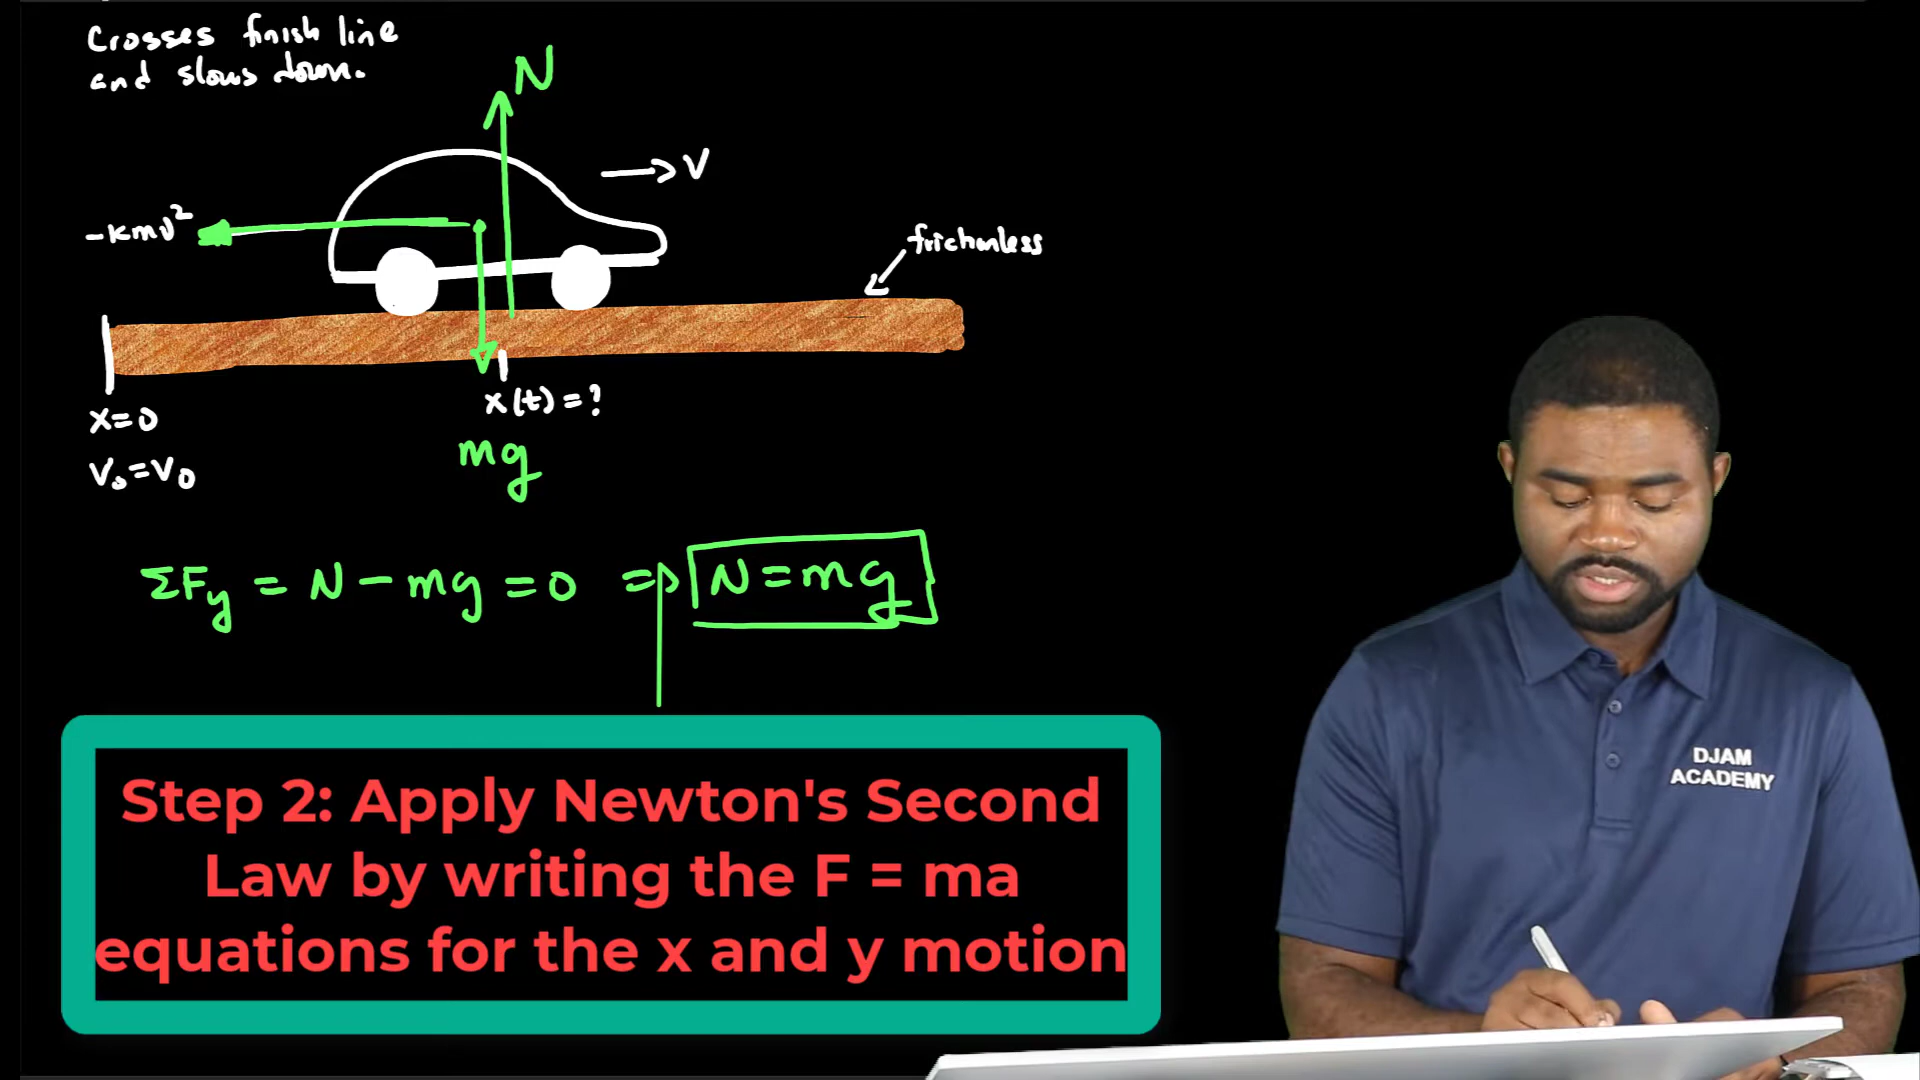 Crosses finish line
and slows down.
N
→ V
-kmv²
frictionless
x(t) = ?
x=0
mg
V₀=V₀
ΣFy = N - mg = 0 ⇒ N = mg
DJAM
ACADEMY
Step 2: Apply Newton's Second
Law by writing the F = ma
equations for the x and y motion